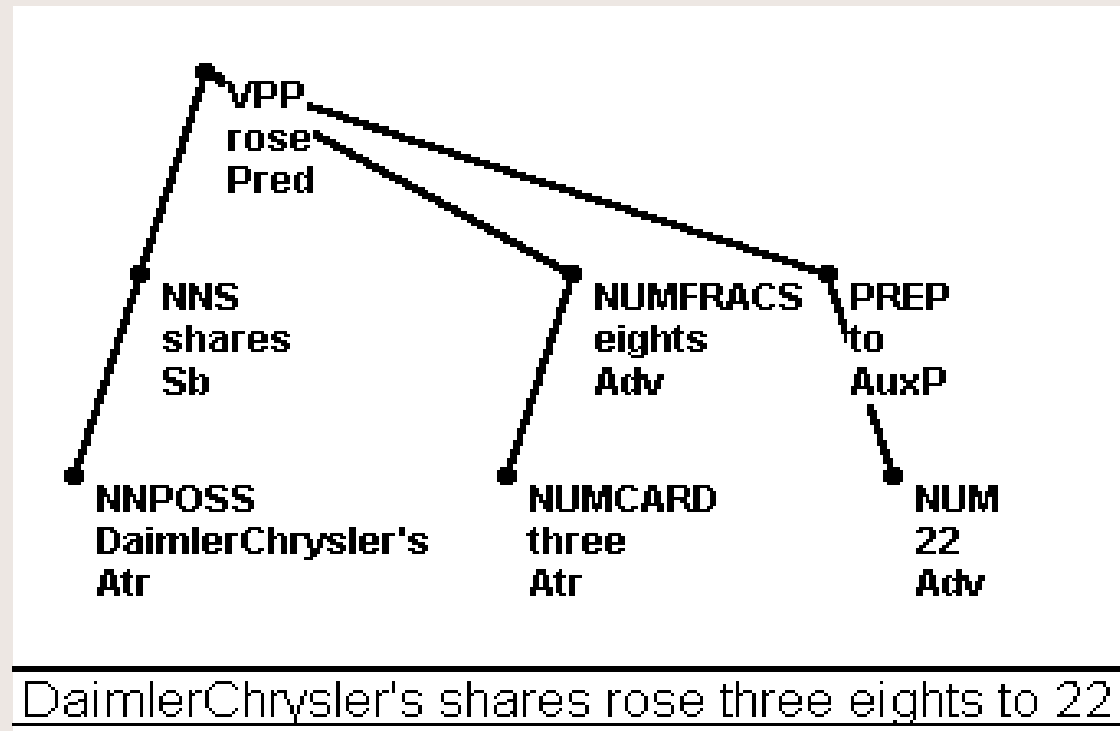 VPP
rose
Pred
NNS
shares
Sb
NUMFRACS
eights
Adv
PREP
to
AuxP
NNPOSS
DaimlerChrysler's
Atr
NUMCARD
three
Atr
NUM
22
Adv
DaimlerChrysler's shares rose three eights to 22